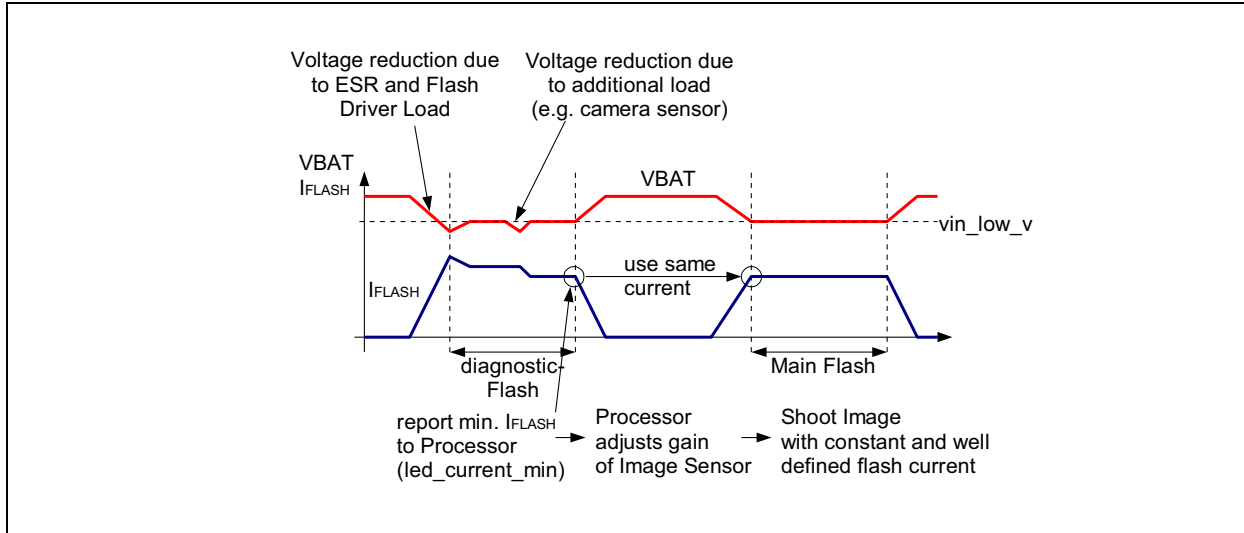 Voltage reduction due
to ESR and Flash
Driver Load
Voltage reduction due
to additional load
(e.g. camera sensor)
VBAT
IFLASH
VBAT
vin_low_v
IFLASH
use same
current
diagnostic-
Flash
Main Flash
report min. IFLASH
to Processor
(led_current_min)
Processor
adjusts gain
of Image Sensor
Shoot Image
with constant and well
defined flash current